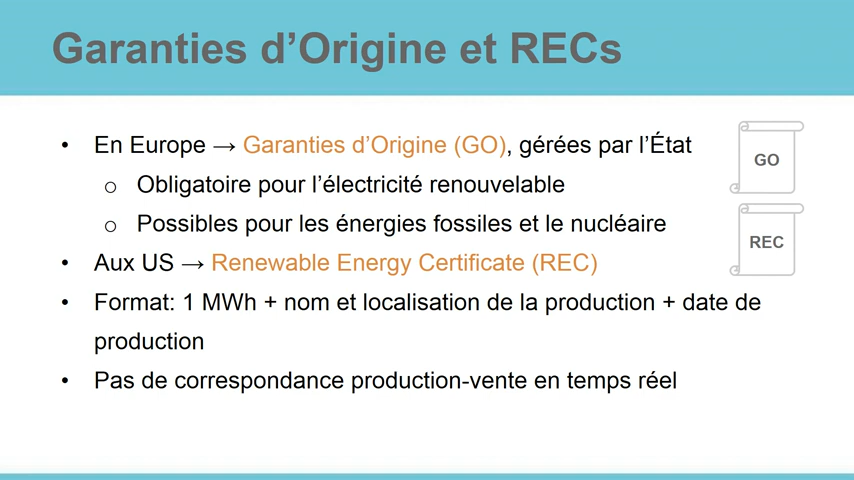 Garanties d’Origine et RECs
• En Europe → Garanties d’Origine (GO), gérées par l’État
o Obligatoire pour l’électricité renouvelable
o Possibles pour les énergies fossiles et le nucléaire
• Aux US → Renewable Energy Certificate (REC)
• Format: 1 MWh + nom et localisation de la production + date de
production
• Pas de correspondance production-vente en temps réel
GO
REC